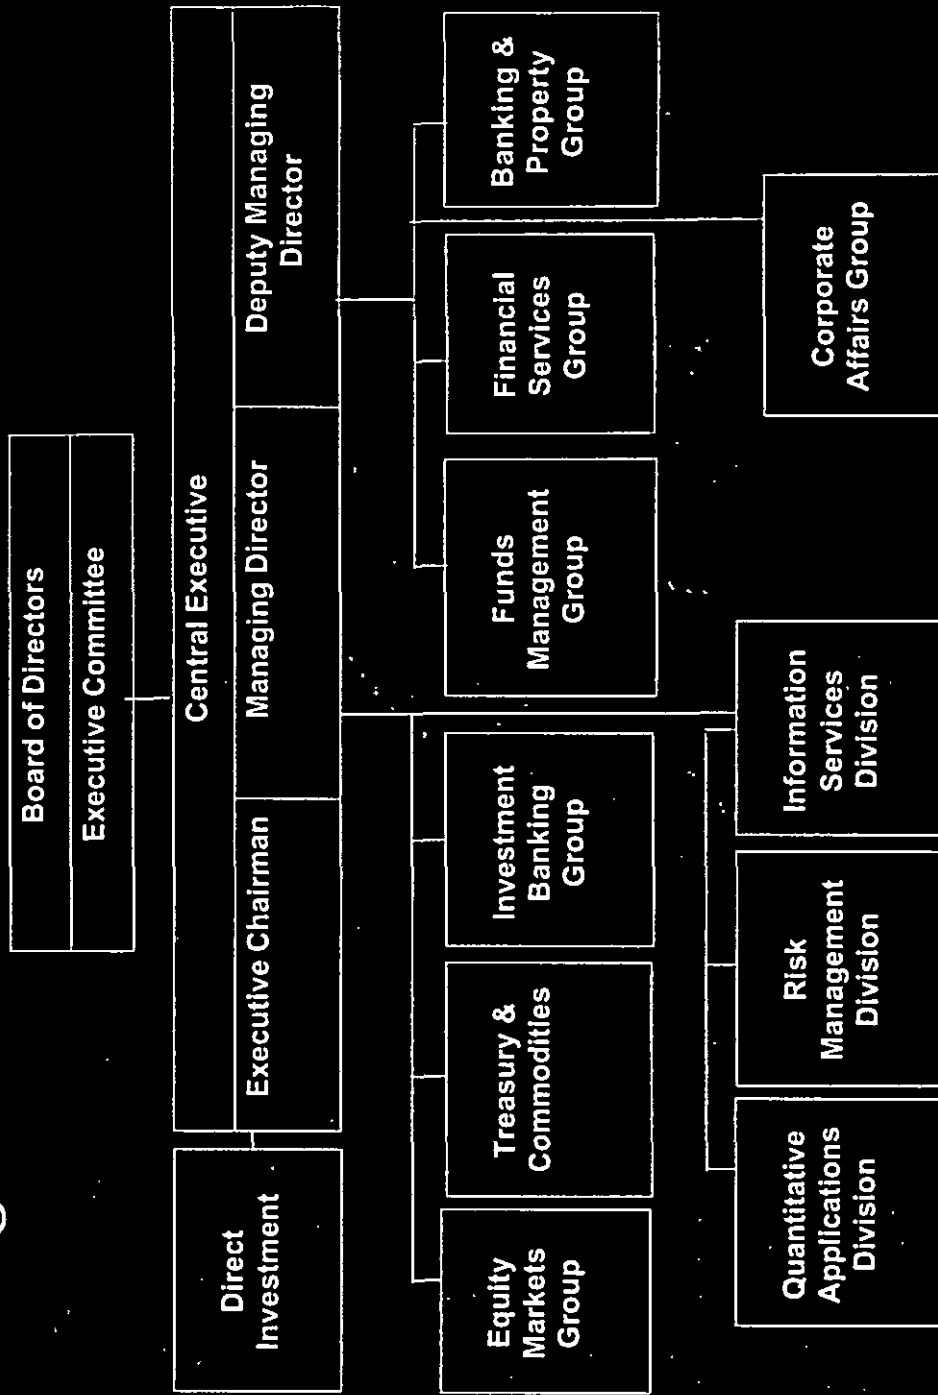 Board of Directors
Executive Committee
Central Executive
Executive Chairman
Managing Director
Deputy Managing
Director
Direct
Investment
Equity
Markets
Group
Treasury &
Commodities
Investment
Banking
Group
Funds
Management
Group
Financial
Services
Group
Banking &
Property
Group
Quantitative
Applications
Division
Risk
Management
Division
Information
Services
Division
Corporate
Affairs Group